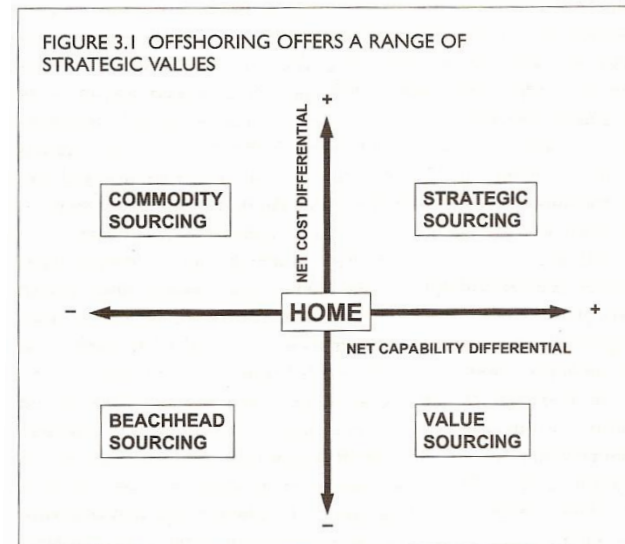 FIGURE 3.1 OFFSHORING OFFERS A RANGE OF
STRATEGIC VALUES
+
NET COST DIFFERENTIAL
COMMODITY
SOURCING
STRATEGIC
SOURCING
–
HOME
+
NET CAPABILITY DIFFERENTIAL
BEACHHEAD
SOURCING
VALUE
SOURCING
–